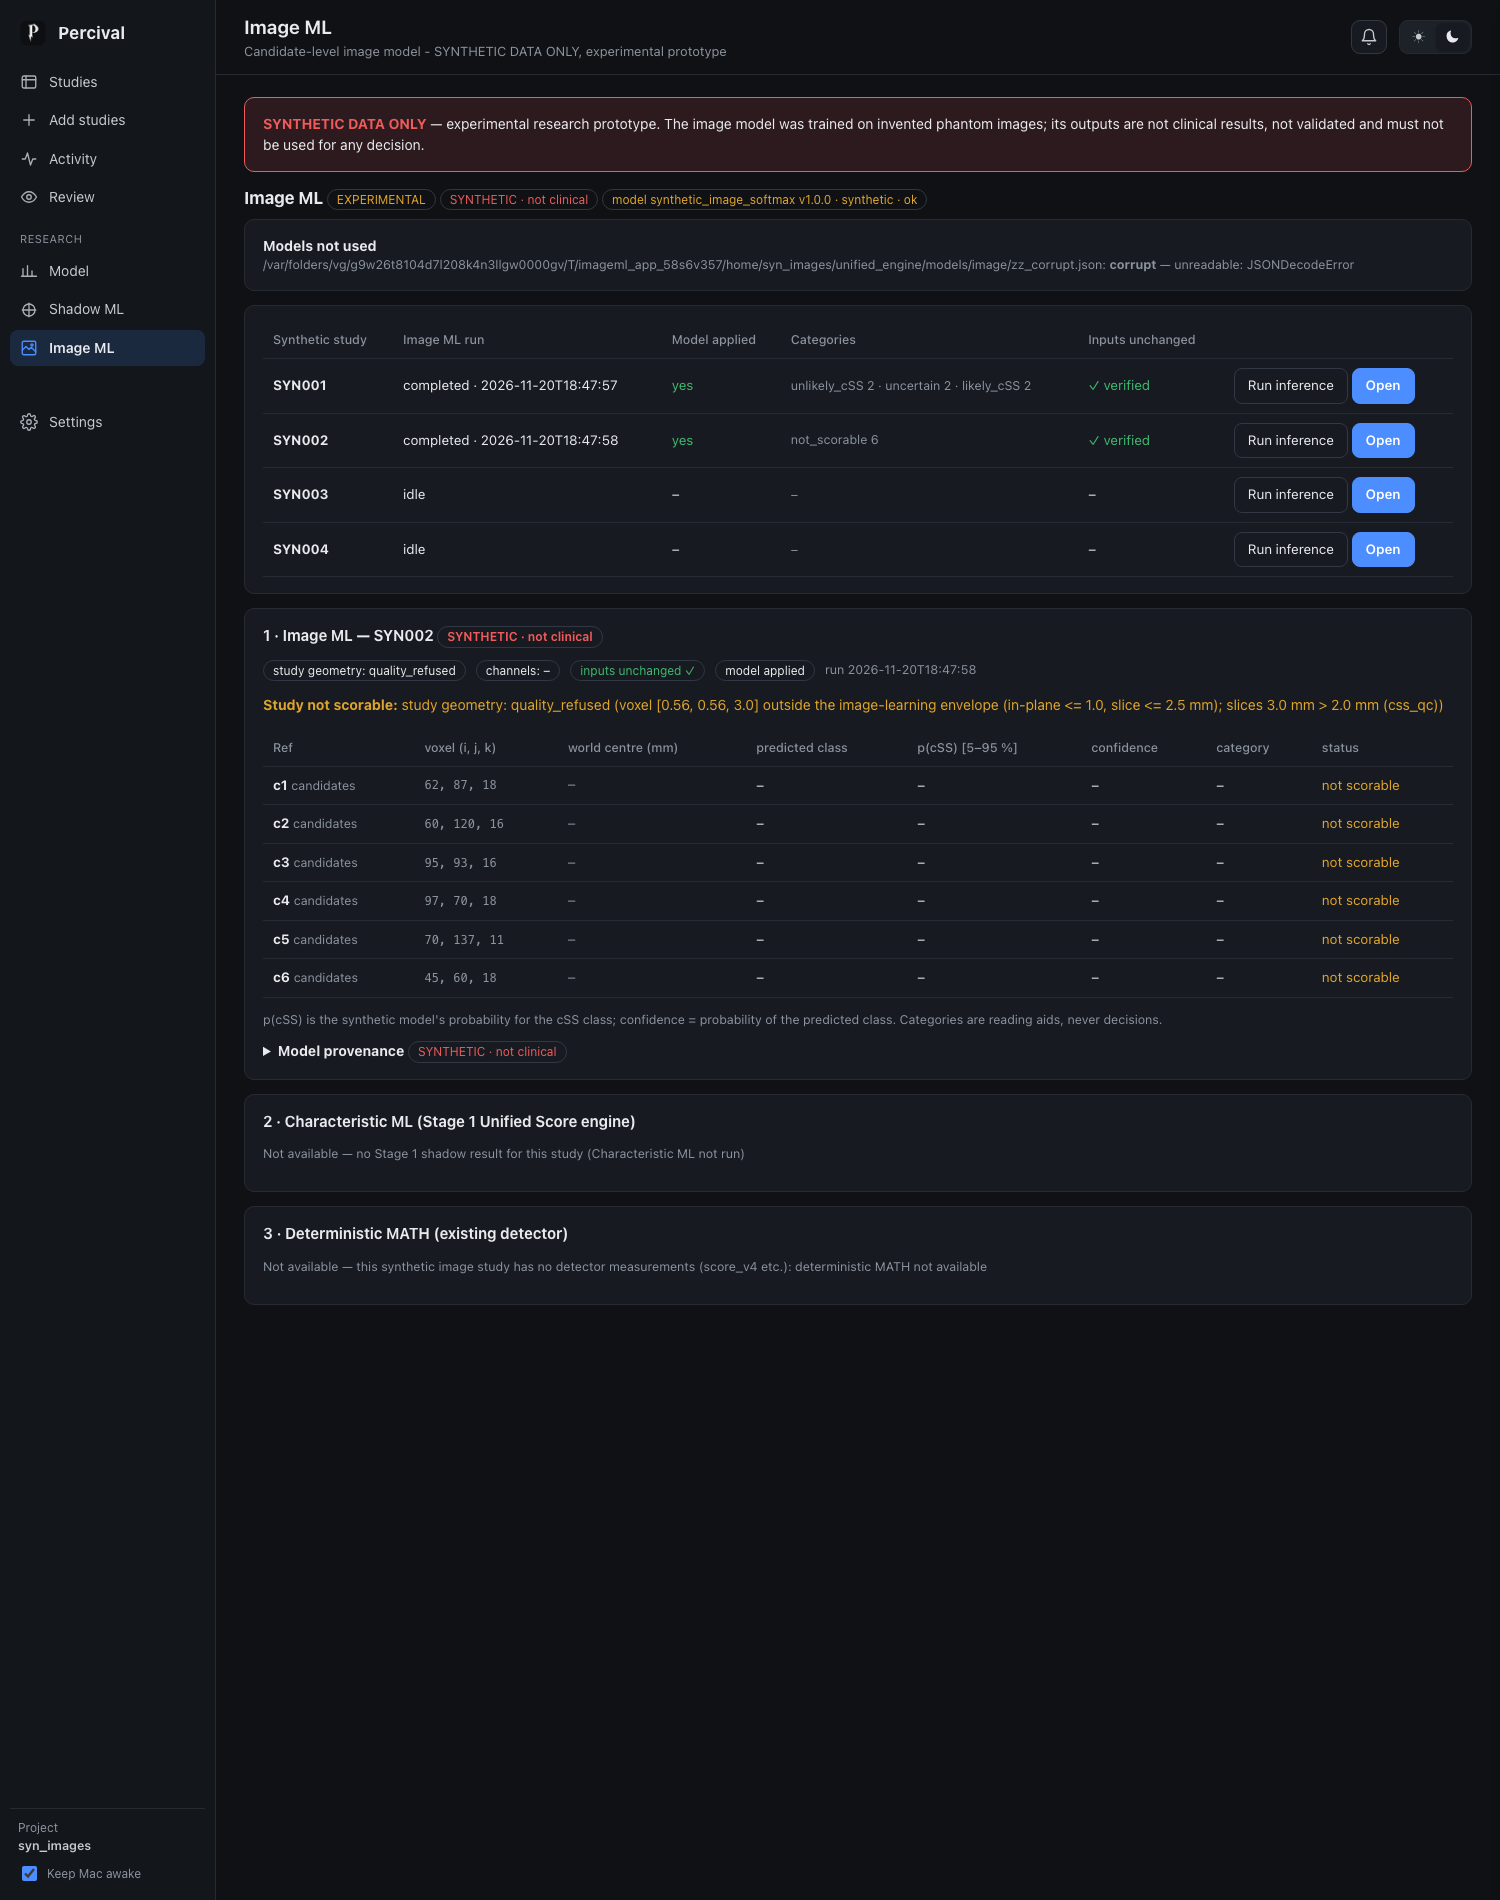 Percival
Studies
Add studies
Activity
Review
RESEARCH
Model
Shadow ML
Image ML
Settings
Project
syn_images
Keep Mac awake
Image ML
Candidate-level image model - SYNTHETIC DATA ONLY, experimental prototype
SYNTHETIC DATA ONLY — experimental research prototype. The image model was trained on invented phantom images; its outputs are not clinical results, not validated and must not
be used for any decision.
Image ML EXPERIMENTAL SYNTHETIC · not clinical model synthetic_image_softmax v1.0.0 · synthetic · ok
Models not used
/var/folders/vg/g9w26t8104d7l208k4n3llgw0000gv/T/imageml_app_58s6v357/home/syn_images/unified_engine/models/image/zz_corrupt.json: corrupt — unreadable: JSONDecodeError
Synthetic study Image ML run Model applied Categories Inputs unchanged
SYN001 completed · 2026-11-20T18:47:57 yes unlikely_cSS 2 · uncertain 2 · likely_cSS 2 ✓ verified Run inference Open
SYN002 completed · 2026-11-20T18:47:58 yes not_scorable 6 ✓ verified Run inference Open
SYN003 idle – – – Run inference Open
SYN004 idle – – – Run inference Open
1 · Image ML — SYN002 SYNTHETIC · not clinical
study geometry: quality_refused channels: – inputs unchanged ✓ model applied run 2026-11-20T18:47:58
Study not scorable: study geometry: quality_refused (voxel [0.56, 0.56, 3.0] outside the image-learning envelope (in-plane <= 1.0, slice <= 2.5 mm); slices 3.0 mm > 2.0 mm (css_qc))
Ref voxel (i, j, k) world centre (mm) predicted class p(cSS) [5–95 %] confidence category status
c1 candidates 62, 87, 18 – – – – – not scorable
c2 candidates 60, 120, 16 – – – – – not scorable
c3 candidates 95, 93, 16 – – – – – not scorable
c4 candidates 97, 70, 18 – – – – – not scorable
c5 candidates 70, 137, 11 – – – – – not scorable
c6 candidates 45, 60, 18 – – – – – not scorable
p(cSS) is the synthetic model's probability for the cSS class; confidence = probability of the predicted class. Categories are reading aids, never decisions.
Model provenance SYNTHETIC · not clinical
2 · Characteristic ML (Stage 1 Unified Score engine)
Not available — no Stage 1 shadow result for this study (Characteristic ML not run)
3 · Deterministic MATH (existing detector)
Not available — this synthetic image study has no detector measurements (score_v4 etc.): deterministic MATH not available